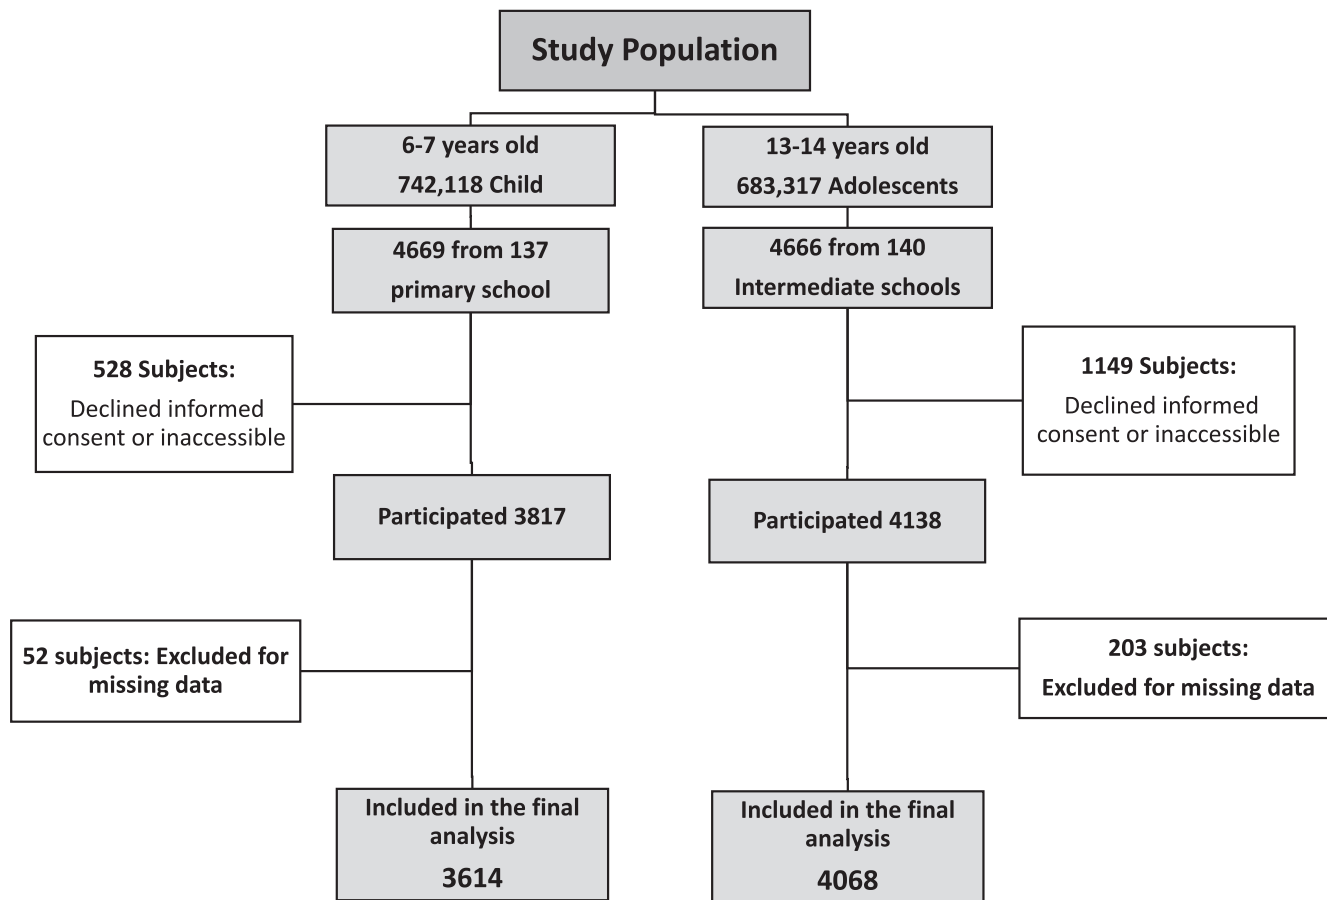 Study Population
6-7 years old
742,118 Child
13-14 years old
683,317 Adolescents
4669 from 137
primary school
4666 from 140
Intermediate schools
528 Subjects:
Declined informed
consent or inaccessible
1149 Subjects:
Declined informed
consent or inaccessible
Participated 3817
Participated 4138
52 subjects: Excluded for
missing data
203 subjects:
Excluded for missing data
Included in the final
analysis
3614
Included in the final
analysis
4068